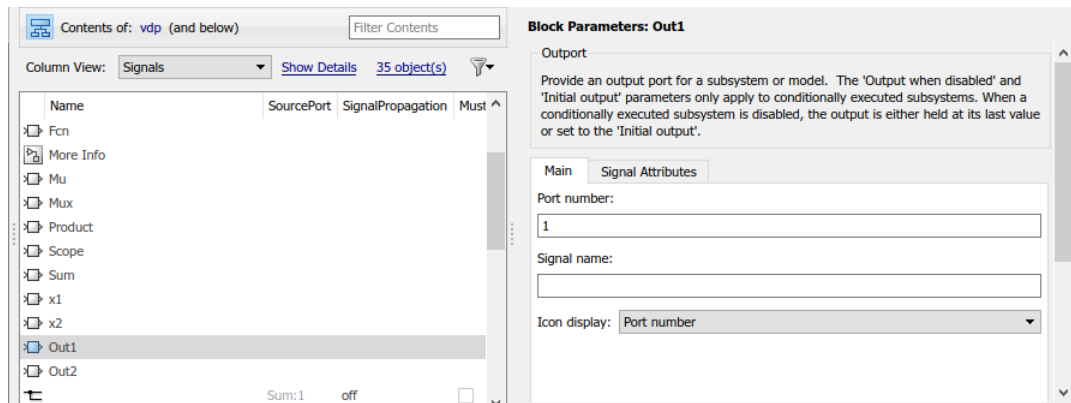 Contents of: vdp (and below)
Filter Contents
Column View: Signals
Show Details
35 object(s)
Name SourcePort SignalPropagation Must
Fcn
More Info
Mu
Mux
Product
Scope
Sum
x1
x2
Out1
Out2
Sum:1 off
Block Parameters: Out1
Outport
Provide an output port for a subsystem or model. The 'Output when disabled' and
'Initial output' parameters only apply to conditionally executed subsystems. When a
conditionally executed subsystem is disabled, the output is either held at its last value
or set to the 'Initial output'.
Main Signal Attributes
Port number:
1
Signal name:
Icon display: Port number